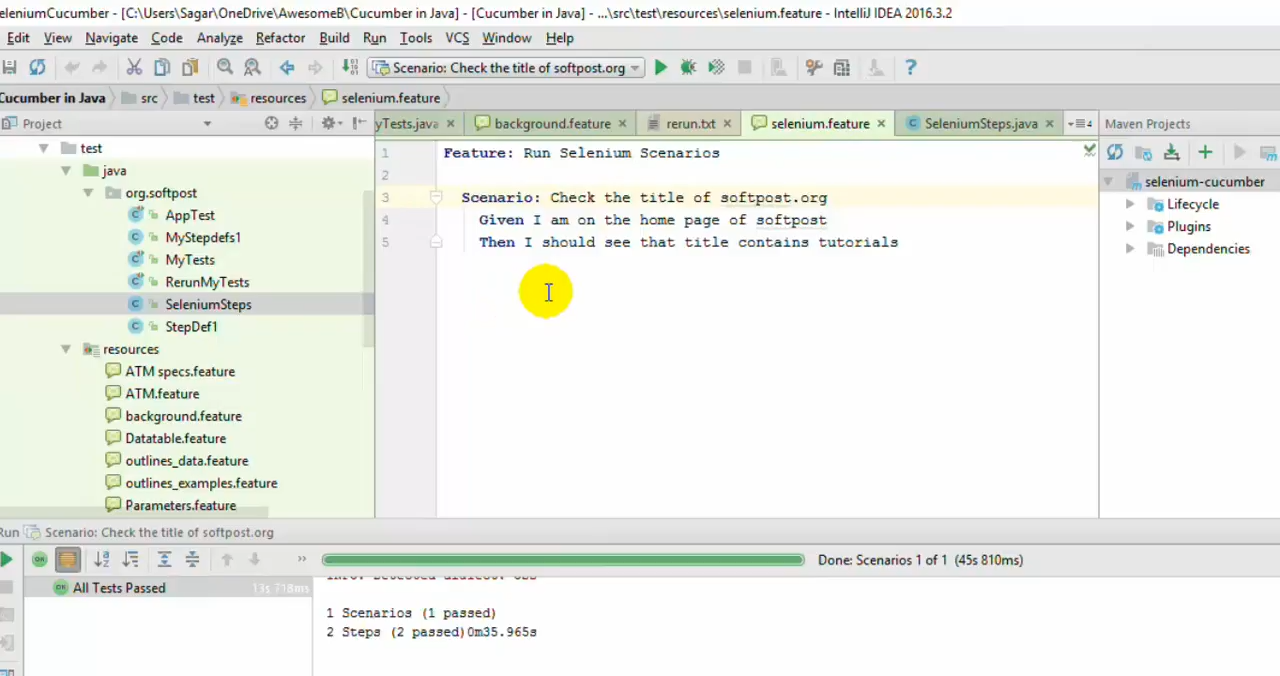 eleniumCucumber - [C:\Users\Sagar\OneDrive\AwesomeB\Cucumber in Java] - [Cucumber in Java] - ...\src\test\resources\selenium.feature - IntelliJ IDEA 2016.3.2
Edit View Navigate Code Analyze Refactor Build Run Tools VCS Window Help
Scenario: Check the title of softpost.org
Cucumber in Java src test resources selenium.feature
Project
yTests.java background.feature rerun.txt selenium.feature SeleniumSteps.java 4 Maven Projects
test
java
org.softpost
AppTest
MyStepdefs1
MyTests
RerunMyTests
SeleniumSteps
StepDef1
resources
ATM specs.feature
ATM.feature
background.feature
Datatable.feature
outlines_data.feature
outlines_examples.feature
Parameters.feature
1 Feature: Run Selenium Scenarios
2
3 Scenario: Check the title of softpost.org
4 Given I am on the home page of softpost
5 Then I should see that title contains tutorials
selenium-cucumber
Lifecycle
Plugins
Dependencies
Run Scenario: Check the title of softpost.org
Done: Scenarios 1 of 1 (45s 810ms)
OK All Tests Passed 13s 718ms
1 Scenarios (1 passed)
2 Steps (2 passed)0m35.965s